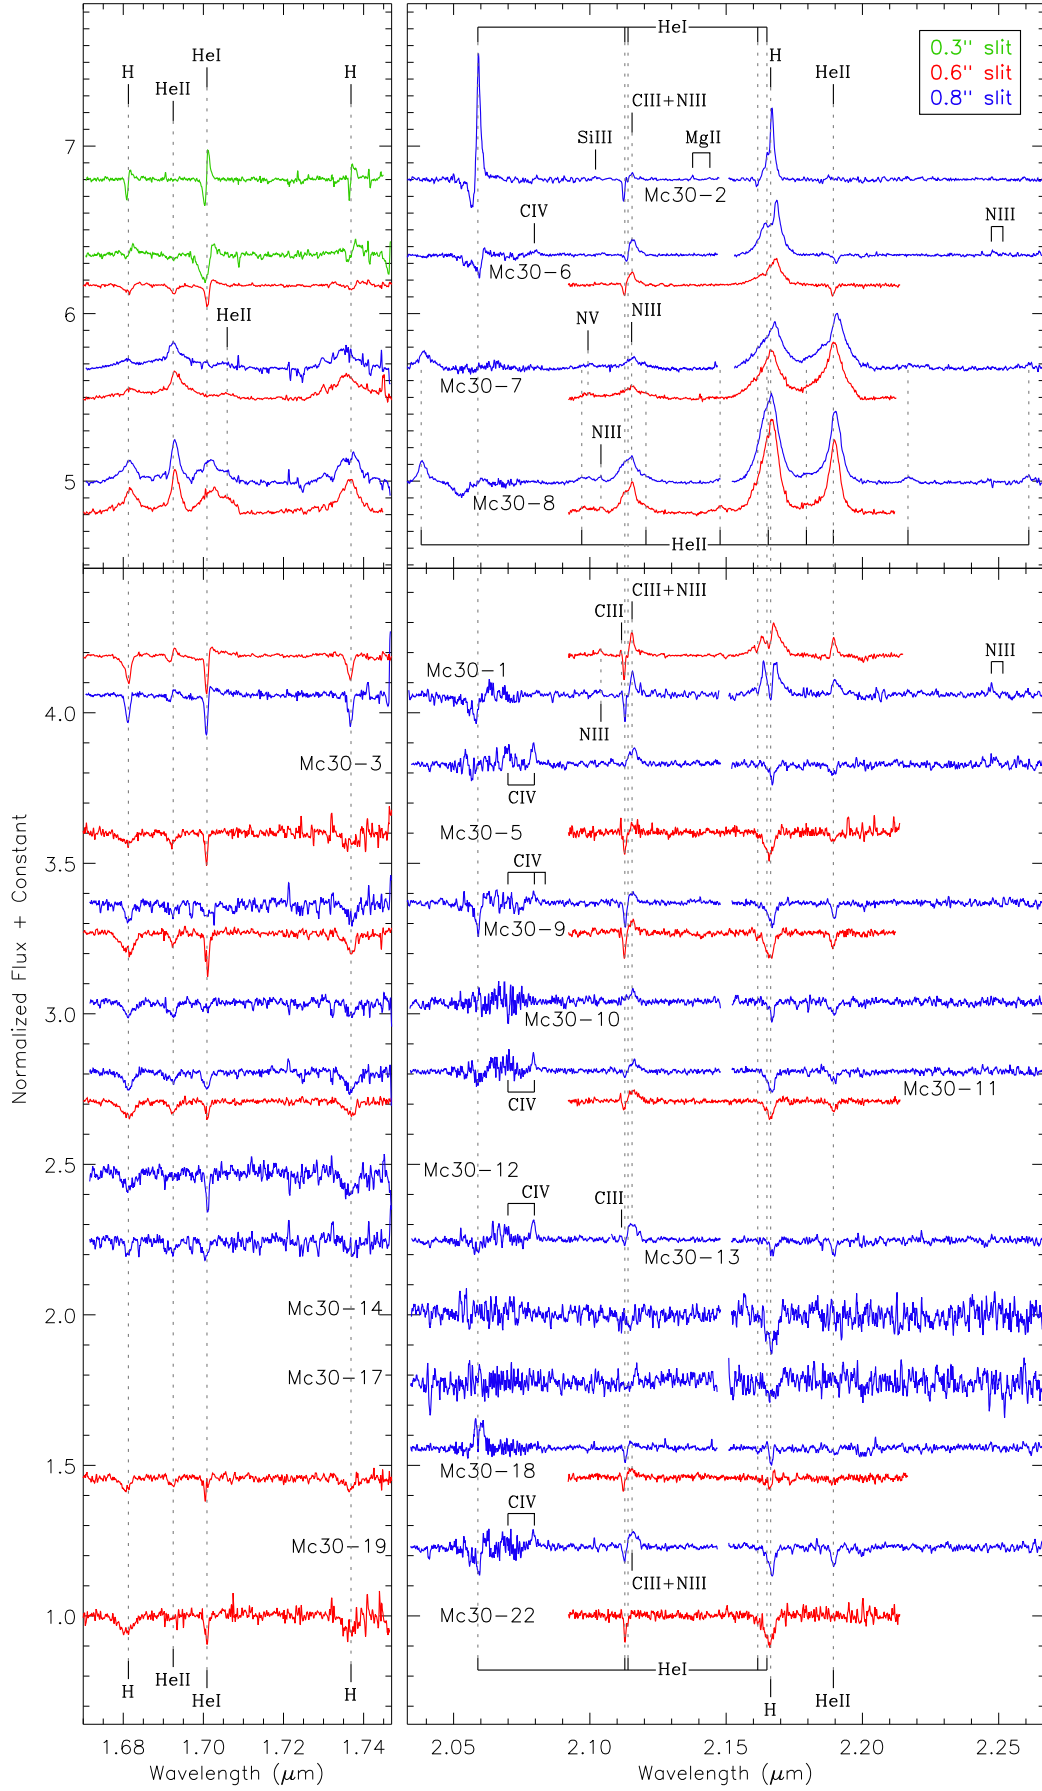 HeI
0.3" slit
0.6" slit
0.8" slit
H
HeII
HeI
H
H
HeII
CIII+NIII
SiIII
MgII
7
Mc30-2
CIV
NIII
Mc30-6
6
HeII
NV
NIII
Mc30-7
NIII
5
Mc30-8
HeII
CIII
CIII+NIII
Mc30-1
NIII
4.0
NIII
Mc30-3
CIV
Mc30-5
3.5
CIV
Mc30-9
3.0
Mc30-10
CIV
Mc30-11
2.5
Mc30-12
CIV
CIII
Mc30-13
2.0
Mc30-14
Mc30-17
1.5
Mc30-18
CIV
Mc30-19
CIII+NIII
1.0
Mc30-22
HeI
H
HeII
HeI
H
H
HeII
Normalized Flux + Constant
1.68
1.70
1.72
1.74
2.05
2.10
2.15
2.20
2.25
Wavelength (μm)
Wavelength (μm)